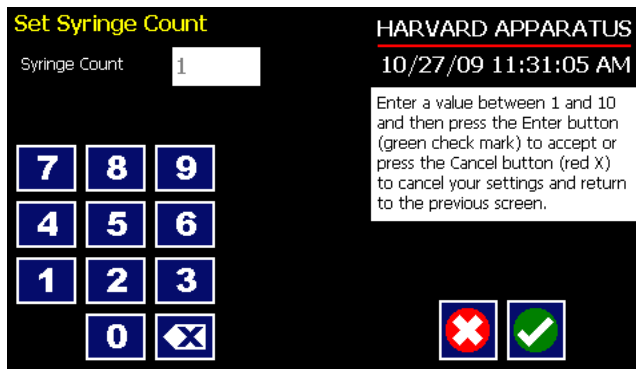 Set Syringe Count
Syringe Count 1
7 8 9
4 5 6
1 2 3
0
HARVARD APPARATUS
10/27/09 11:31:05 AM
Enter a value between 1 and 10
and then press the Enter button
(green check mark) to accept or
press the Cancel button (red X)
to cancel your settings and return
to the previous screen.